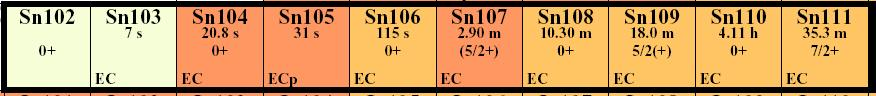 Sn102 Sn103 Sn104 Sn105 Sn106 Sn107 Sn108 Sn109 Sn110 Sn111
7 s 20.8 s 31 s 115 s 2.90 m 10.30 m 18.0 m 4.11 h 35.3 m
0+ 0+ 0+ (5/2+) 0+ 5/2(+) 0+ 7/2+
EC EC ECp EC EC EC EC EC EC